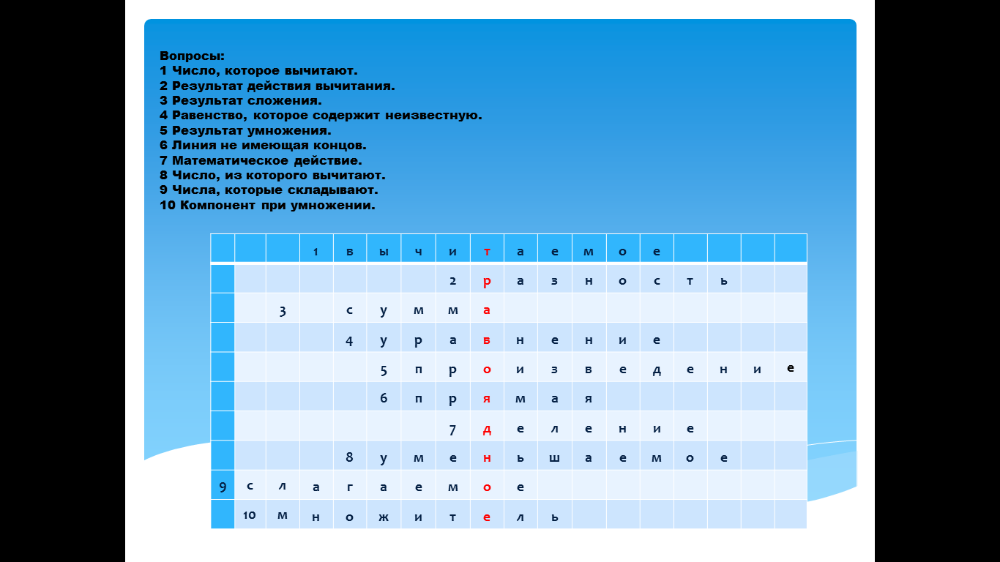 Вопросы:
1 Число, которое вычитают.
2 Результат действия вычитания.
3 Результат сложения.
4 Равенство, которое содержит неизвестную.
5 Результат умножения.
6 Линия не имеющая концов.
7 Математическое действие.
8 Число, из которого вычитают.
9 Числа, которые складывают.
10 Компонент при умножении.
1 в ы ч и т а е м о е
2 р а з н о с т ь
3 с у м м а
4 у р а в н е н и е
5 п р о и з в е д е н и е
6 п р я м а я
7 д е л е н и е
8 у м е н ь ш а е м о е
9 с л а г а е м о е
10 м н о ж и т е л ь